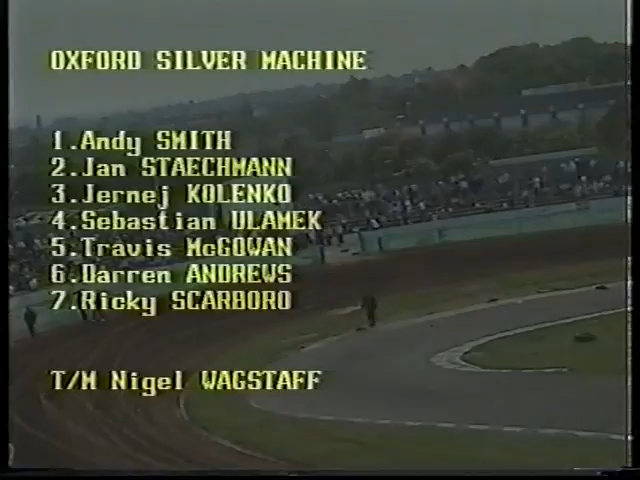 OXFORD SILVER MACHINE
1.Andy SMITH
2.Jan STAECHMANN
3.Jernej KOLENKO
4.Sebastian ULAMEK
5.Travis McGOWAN
6.Darren ANDREWS
7.Ricky SCARBORO
T/M Nigel WAGSTAFF